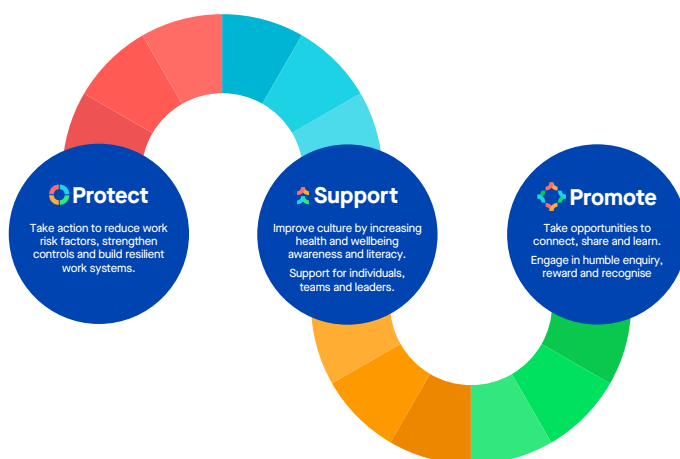 Protect
Take action to reduce work
risk factors, strengthen
controls and build resilient
work systems.
Support
Improve culture by increasing
health and wellbeing
awareness and literacy.
Support for individuals,
teams and leaders.
Promote
Take opportunities to
connect, share and learn.
Engage in humble enquiry,
reward and recognise